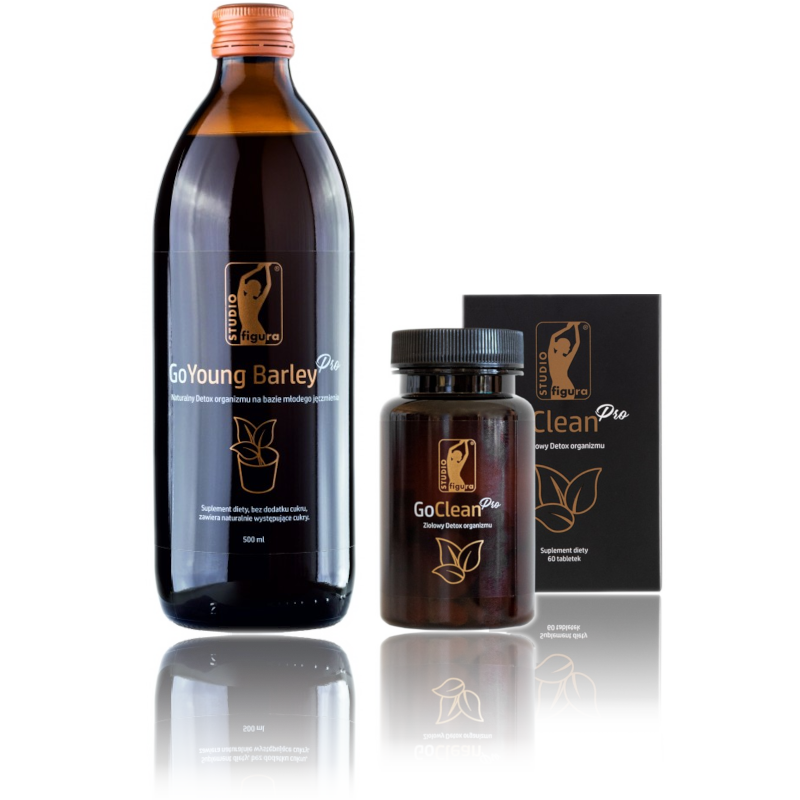 STUDIO
figura
®
GoYoung Barley Pro
Naturalny Detox organizmu na bazie młodego jęczmienia
Suplement diety, bez dodatku cukru,
zawiera naturalnie występujące cukry.
500 ml
STUDIO
figura
GoClean Pro
Ziołowy Detox organizmu
STUDIO
figura
®
Clean Pro
owy Detox organizmu
Suplement diety
60 tabletek